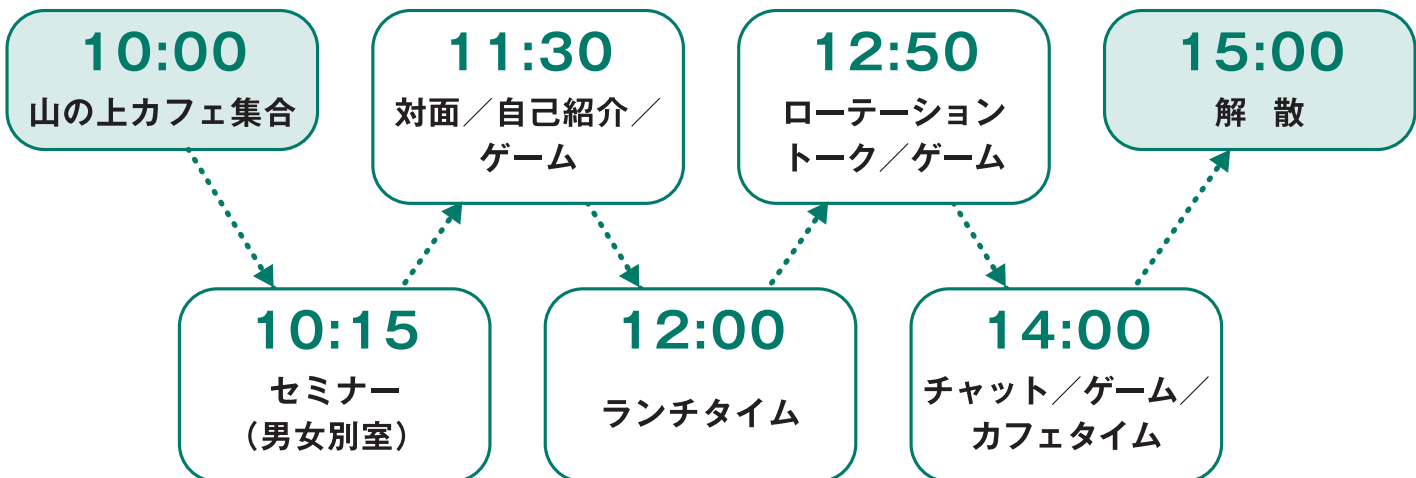 10:00
山の上カフェ集合
10:15
セミナー
（男女別室）
11:30
対面／自己紹介／
ゲーム
12:00
ランチタイム
12:50
ローテーション
トーク／ゲーム
14:00
チャット／ゲーム／
カフェタイム
15:00
解　散